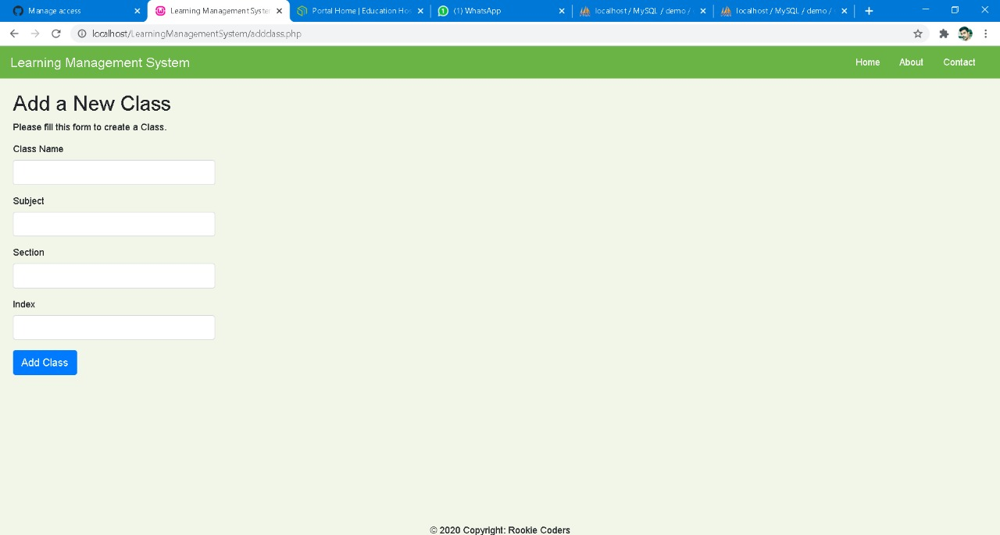 Manage access
Learning Management Syste
Portal Home | Education Ho
(1) WhatsApp
localhost / MySQL / demo /
localhost / MySQL / demo /
localhost/LearningManagementSystem/addclass.php
Learning Management System
Home
About
Contact
Add a New Class
Please fill this form to create a Class.
Class Name
Subject
Section
Index
Add Class
© 2020 Copyright: Rookie Coders